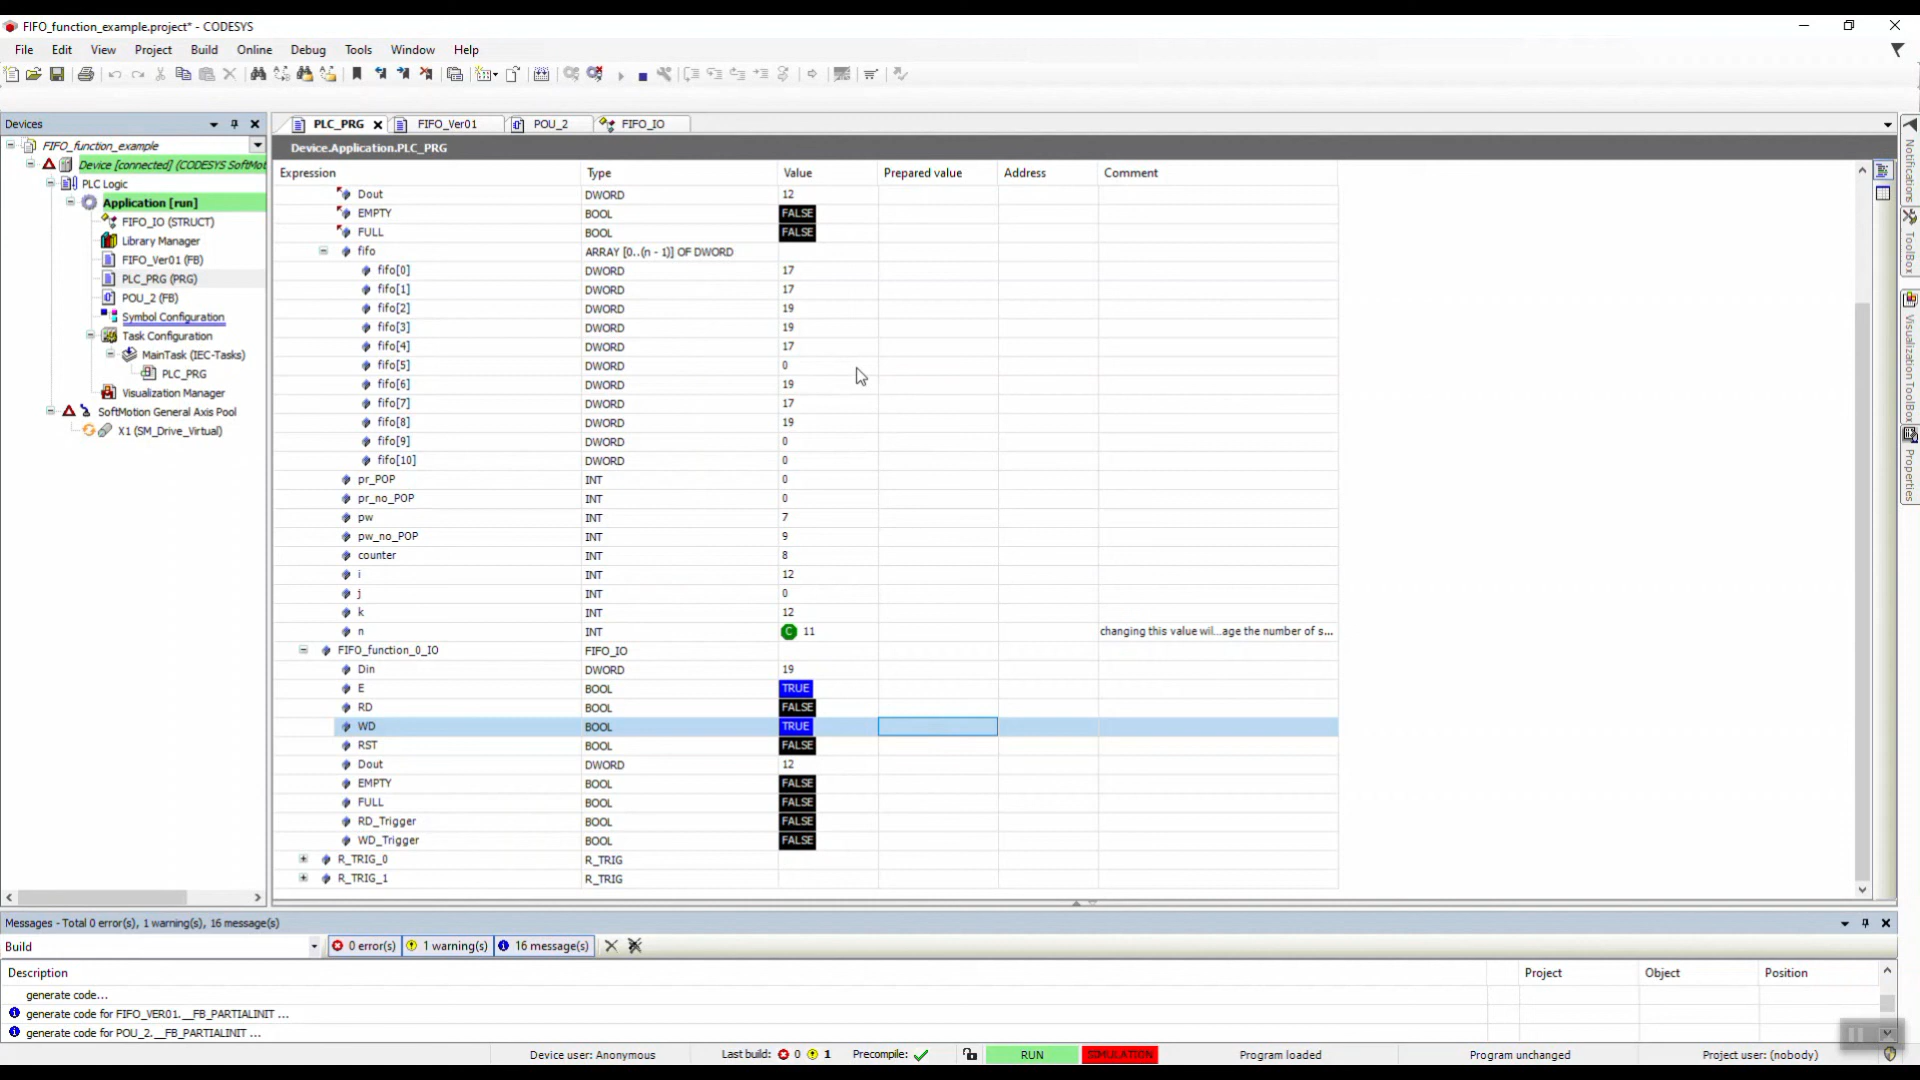 FIFO_function_example.project* - CODESYS
File Edit View Project Build Online Debug Tools Window Help
Devices
FIFO_function_example
Device [connected] (CODESYS SoftMot
PLC Logic
Application [run]
FIFO_IO (STRUCT)
Library Manager
FIFO_Ver01 (FB)
PLC_PRG (PRG)
POU_2 (FB)
Symbol Configuration
Task Configuration
MainTask (IEC-Tasks)
PLC_PRG
Visualization Manager
SoftMotion General Axis Pool
X1 (SM_Drive_Virtual)
PLC_PRG FIFO_Ver01 POU_2 FIFO_IO
Device.Application.PLC_PRG
Expression Type Value Prepared value Address Comment
Dout DWORD 12
EMPTY BOOL FALSE
FULL BOOL FALSE
fifo ARRAY [0..(n - 1)] OF DWORD
fifo[0] DWORD 17
fifo[1] DWORD 17
fifo[2] DWORD 19
fifo[3] DWORD 19
fifo[4] DWORD 17
fifo[5] DWORD 0
fifo[6] DWORD 19
fifo[7] DWORD 17
fifo[8] DWORD 19
fifo[9] DWORD 0
fifo[10] DWORD 0
pr_POP INT 0
pr_no_POP INT 0
pw INT 7
pw_no_POP INT 9
counter INT 8
i INT 12
j INT 0
k INT 12
n INT C 11 changing this value wil...age the number of s...
FIFO_function_0_IO FIFO_IO
Din DWORD 19
E BOOL TRUE
RD BOOL FALSE
WD BOOL TRUE
RST BOOL FALSE
Dout DWORD 12
EMPTY BOOL FALSE
FULL BOOL FALSE
RD_Trigger BOOL FALSE
WD_Trigger BOOL FALSE
R_TRIG_0 R_TRIG
R_TRIG_1 R_TRIG
Notifications
ToolBox
Visualization ToolBox
Properties
Messages - Total 0 error(s), 1 warning(s), 16 message(s)
Build 0 error(s) 1 warning(s) 16 message(s)
Description Project Object Position
generate code...
generate code for FIFO_VER01.__FB_PARTIALINIT ...
generate code for POU_2.__FB_PARTIALINIT ...
Device user: Anonymous Last build: 0 1 Precompile: RUN SIMULATION Program loaded Program unchanged Project user: (nobody)